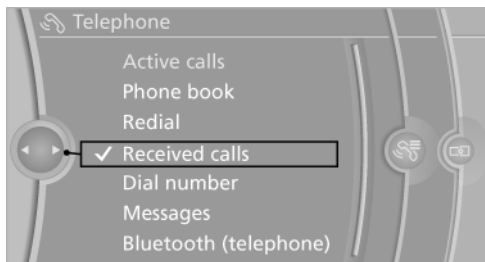 Telephone
Active calls
Phone book
Redial
Received calls
Dial number
Messages
Bluetooth (telephone)